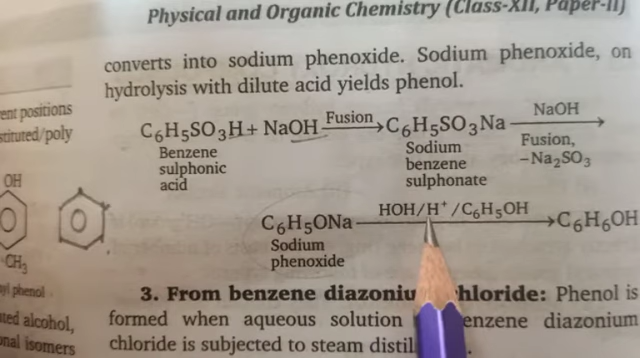 Physical and Organic Chemistry (Class-XII, Paper-II)
converts into sodium phenoxide. Sodium phenoxide, on
hydrolysis with dilute acid yields phenol.
ent positions
stituted/poly
OH
CH₃
yl phenol
uted alcohol,
onal isomers
C₆H₅SO₃H + NaOH Fusion→ C₆H₅SO₃Na NaOH→
Fusion,
–Na₂SO₃
Benzene
sulphonic
acid
Sodium
benzene
sulphonate
C₆H₅ONa HOH/H⁺/C₆H₅OH→ C₆H₆OH
Sodium
phenoxide
3. From benzene diazoniu hloride: Phenol is
formed when aqueous solution enzene diazonium
chloride is subjected to steam distil